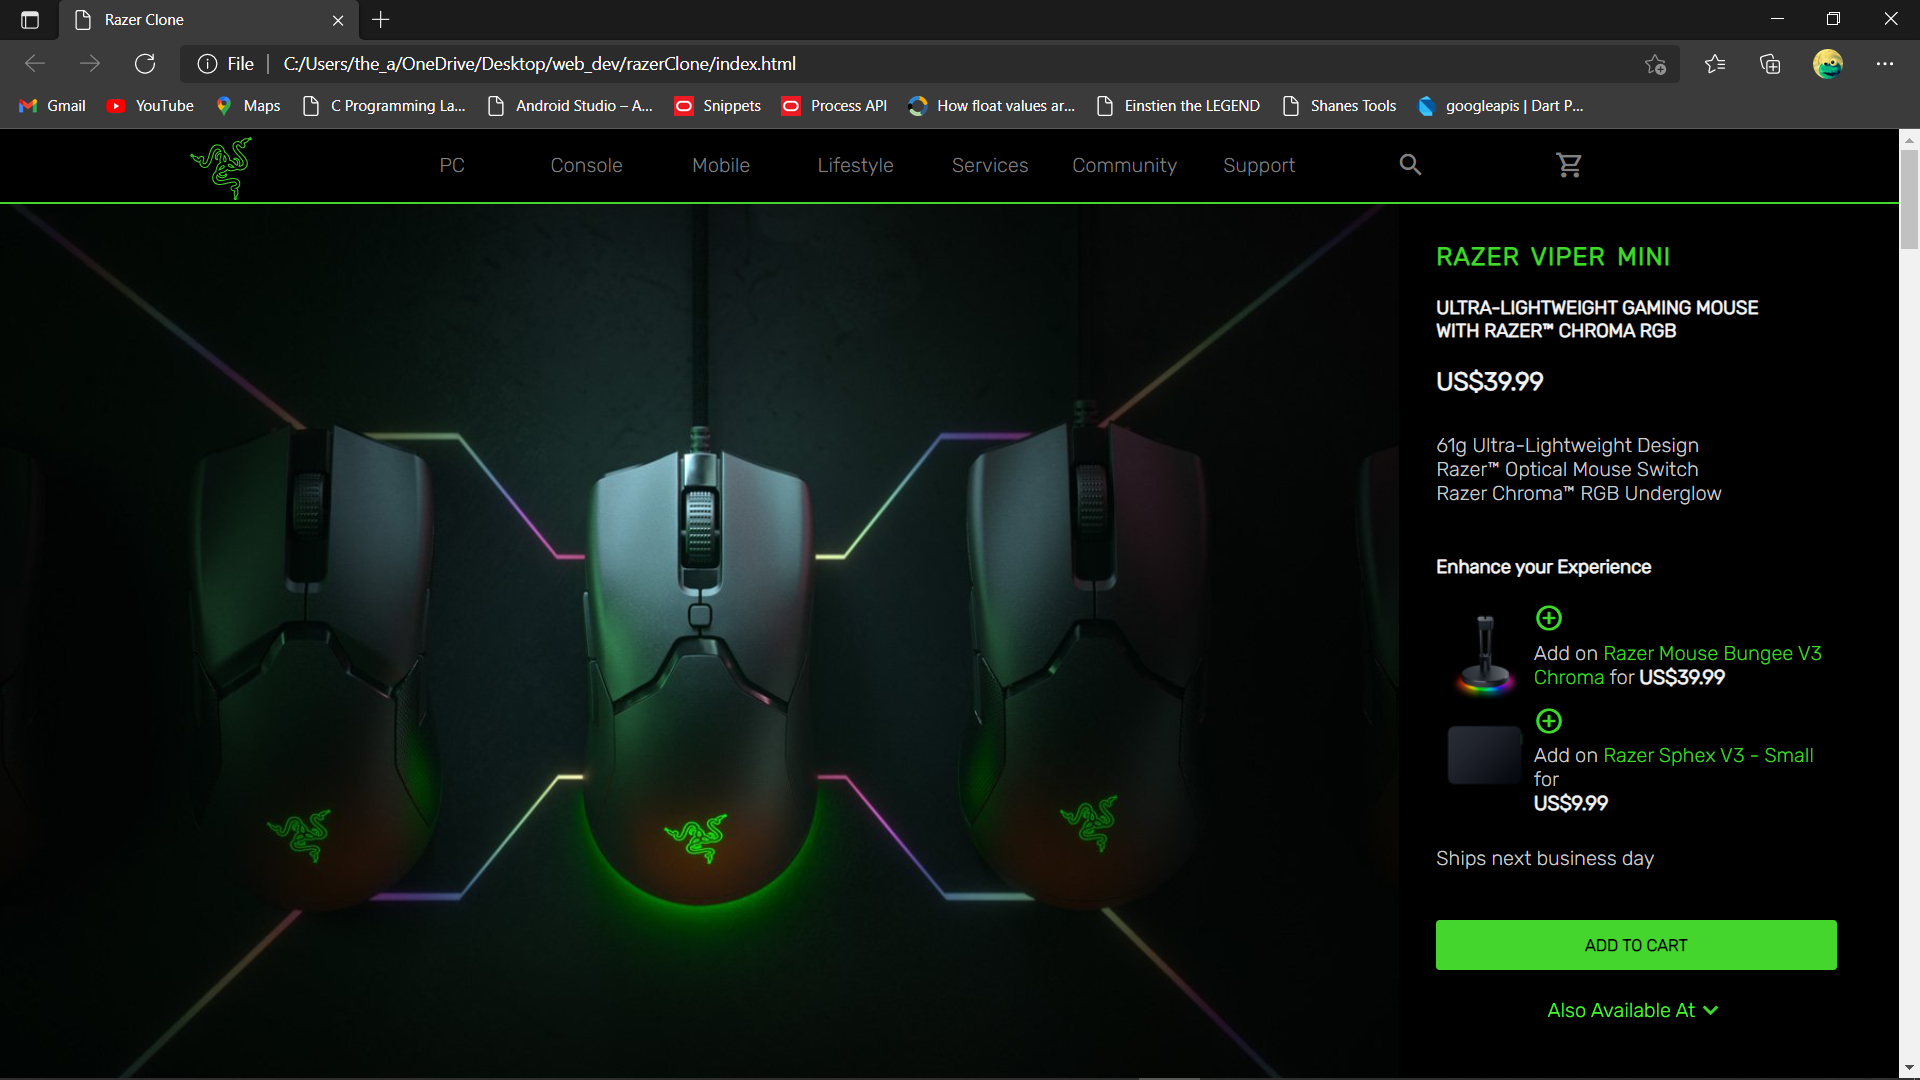 Razer Clone
File
C:/Users/the_a/OneDrive/Desktop/web_dev/razerClone/index.html
Gmail
YouTube
Maps
C Programming La...
Android Studio – A...
Snippets
Process API
How float values ar...
Einstien the LEGEND
Shanes Tools
googleapis | Dart P...
PC
Console
Mobile
Lifestyle
Services
Community
Support
RAZER VIPER MINI
ULTRA-LIGHTWEIGHT GAMING MOUSE
WITH RAZER™ CHROMA RGB
US$39.99
61g Ultra-Lightweight Design
Razer™ Optical Mouse Switch
Razer Chroma™ RGB Underglow
Enhance your Experience
Add on Razer Mouse Bungee V3
Chroma for US$39.99
Add on Razer Sphex V3 - Small
for
US$9.99
Ships next business day
ADD TO CART
Also Available At